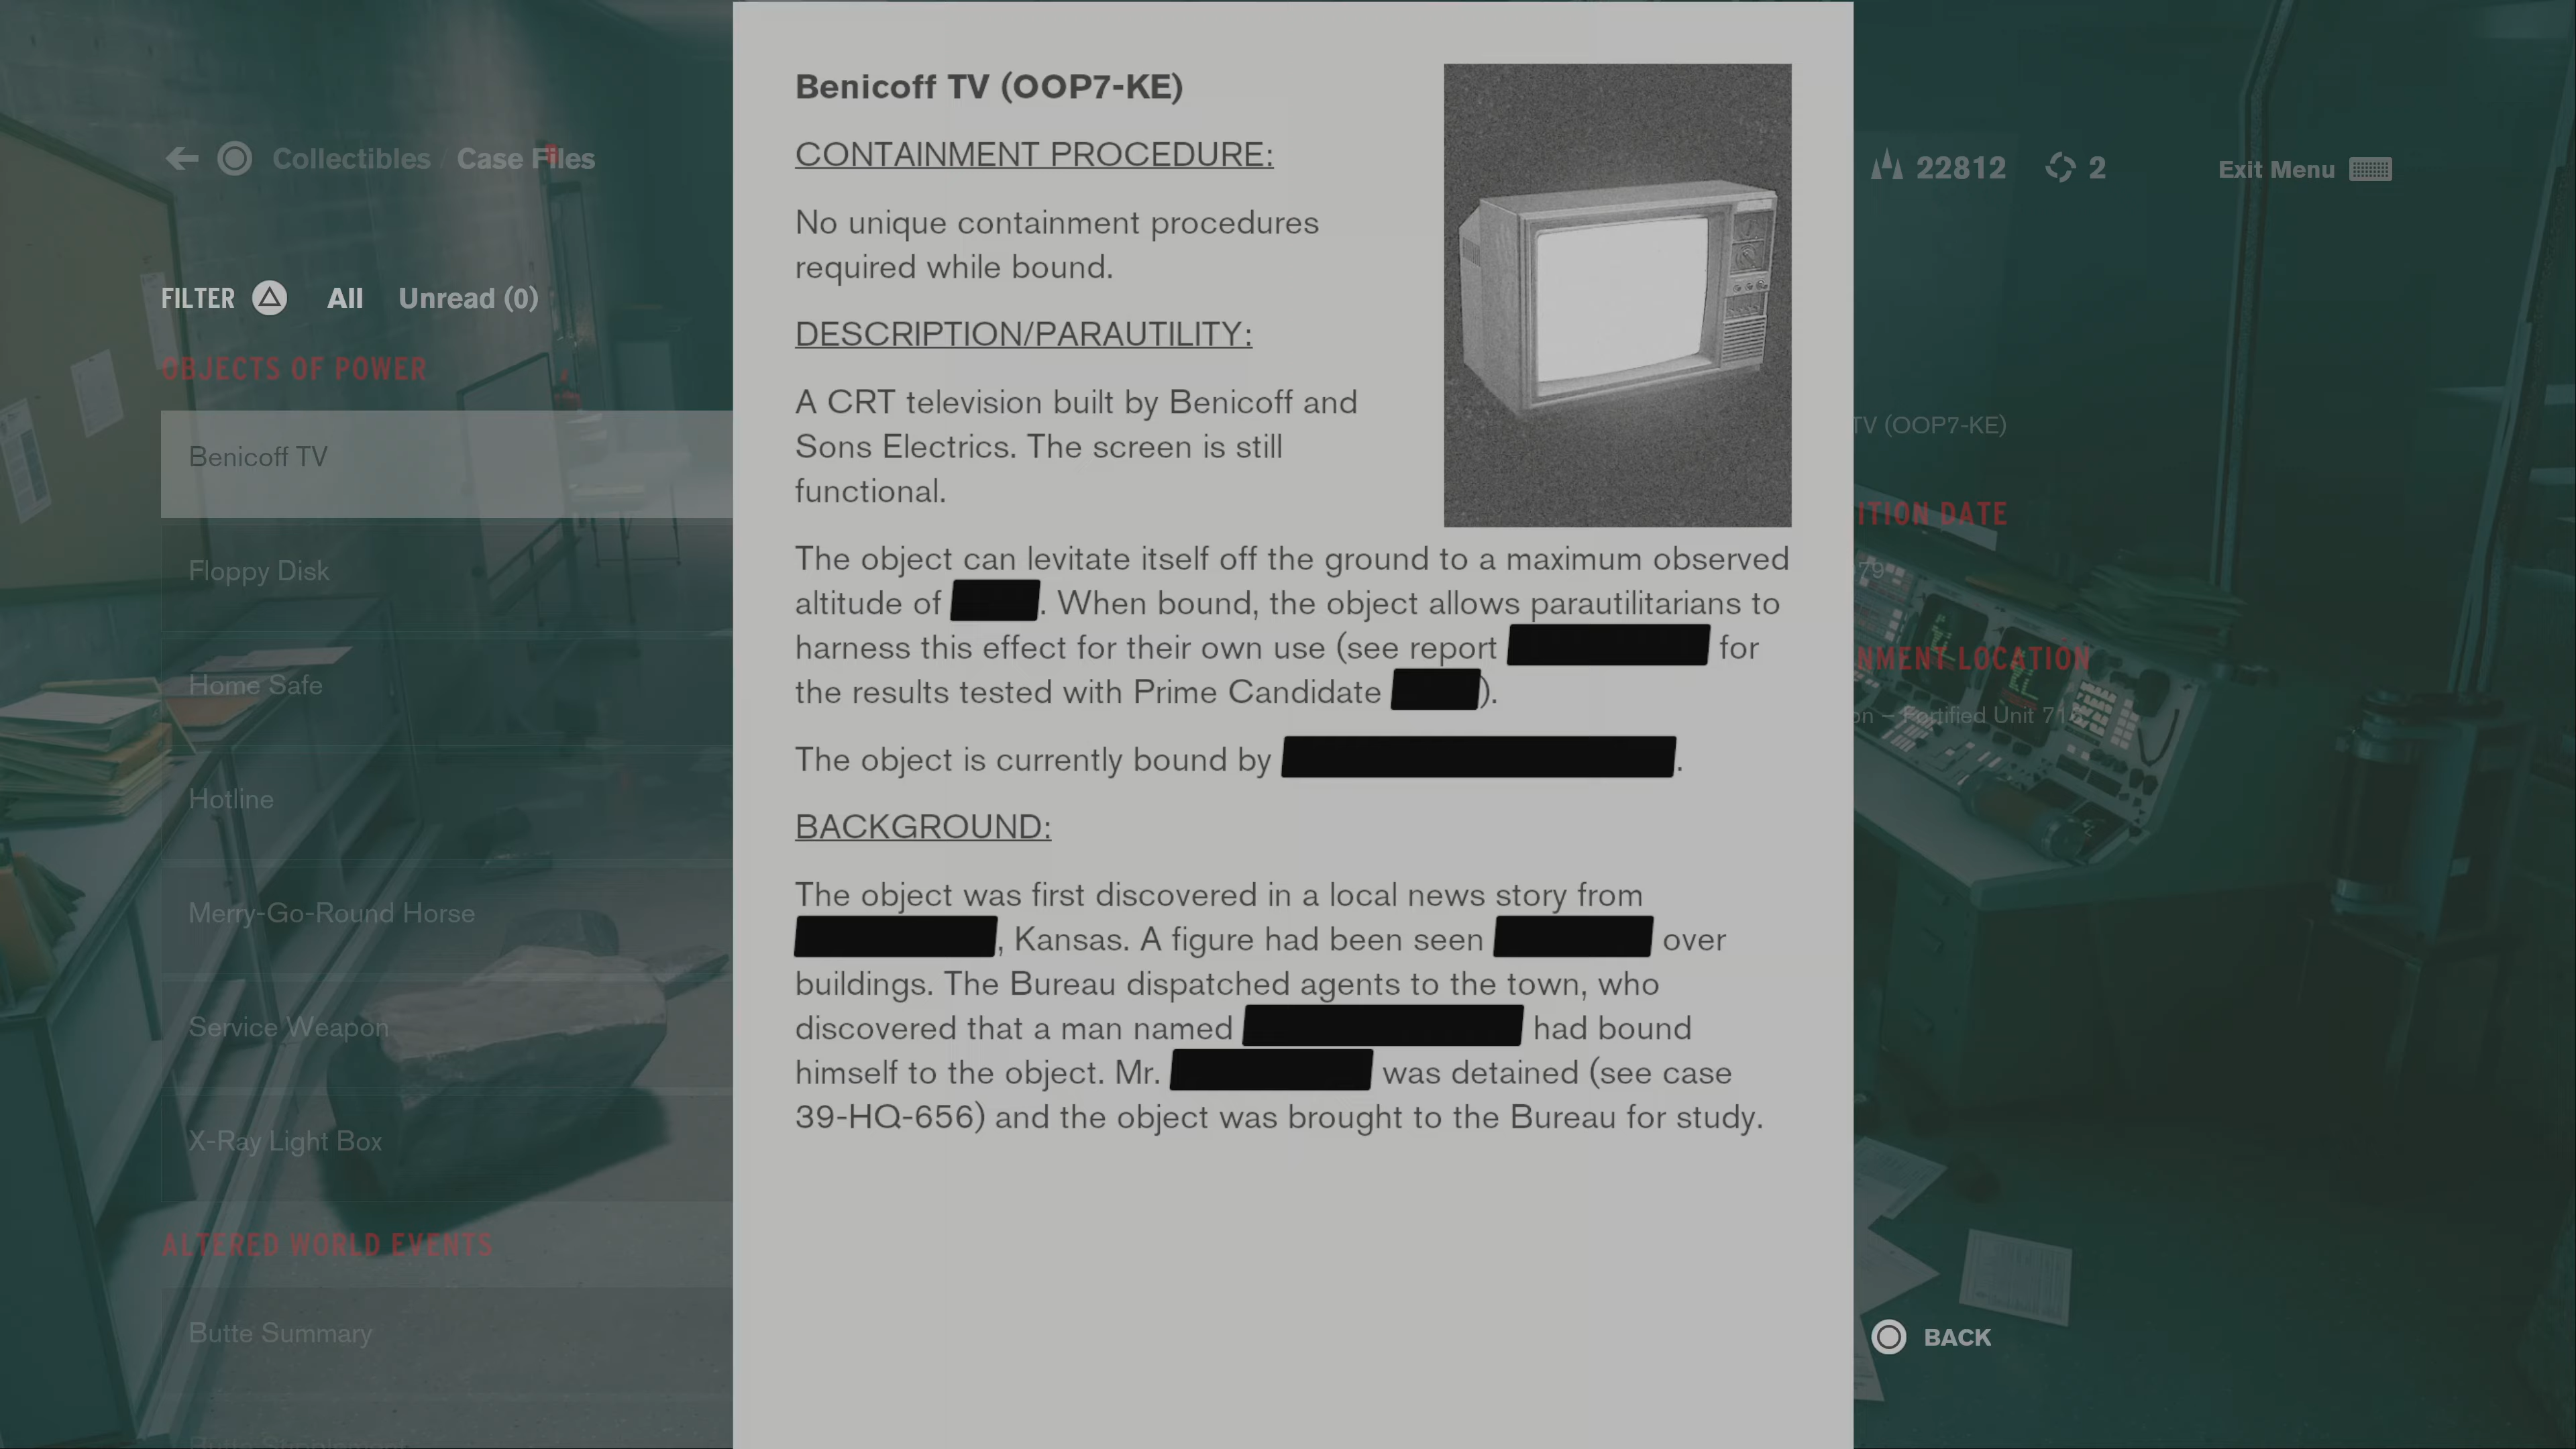 Collectibles / Case Files
22812
2
Exit Menu
FILTER All Unread (0)
OBJECTS OF POWER
Benicoff TV
Floppy Disk
Home Safe
Hotline
Merry-Go-Round Horse
Service Weapon
X-Ray Light Box
ALTERED WORLD EVENTS
Butte Summary
Benicoff TV (OOP7-KE)
CONTAINMENT PROCEDURE:
No unique containment procedures
required while bound.
DESCRIPTION/PARAUTILITY:
A CRT television built by Benicoff and
Sons Electrics. The screen is still
functional.
The object can levitate itself off the ground to a maximum observed
altitude of . When bound, the object allows parautilitarians to
harness this effect for their own use (see report for
the results tested with Prime Candidate ).
The object is currently bound by .
BACKGROUND:
The object was first discovered in a local news story from
, Kansas. A figure had been seen over
buildings. The Bureau dispatched agents to the town, who
discovered that a man named had bound
himself to the object. Mr. was detained (see case
39-HQ-656) and the object was brought to the Bureau for study.
TV (OOP7-KE)
ITION DATE
79
NMENT LOCATION
on – Fortified Unit
BACK